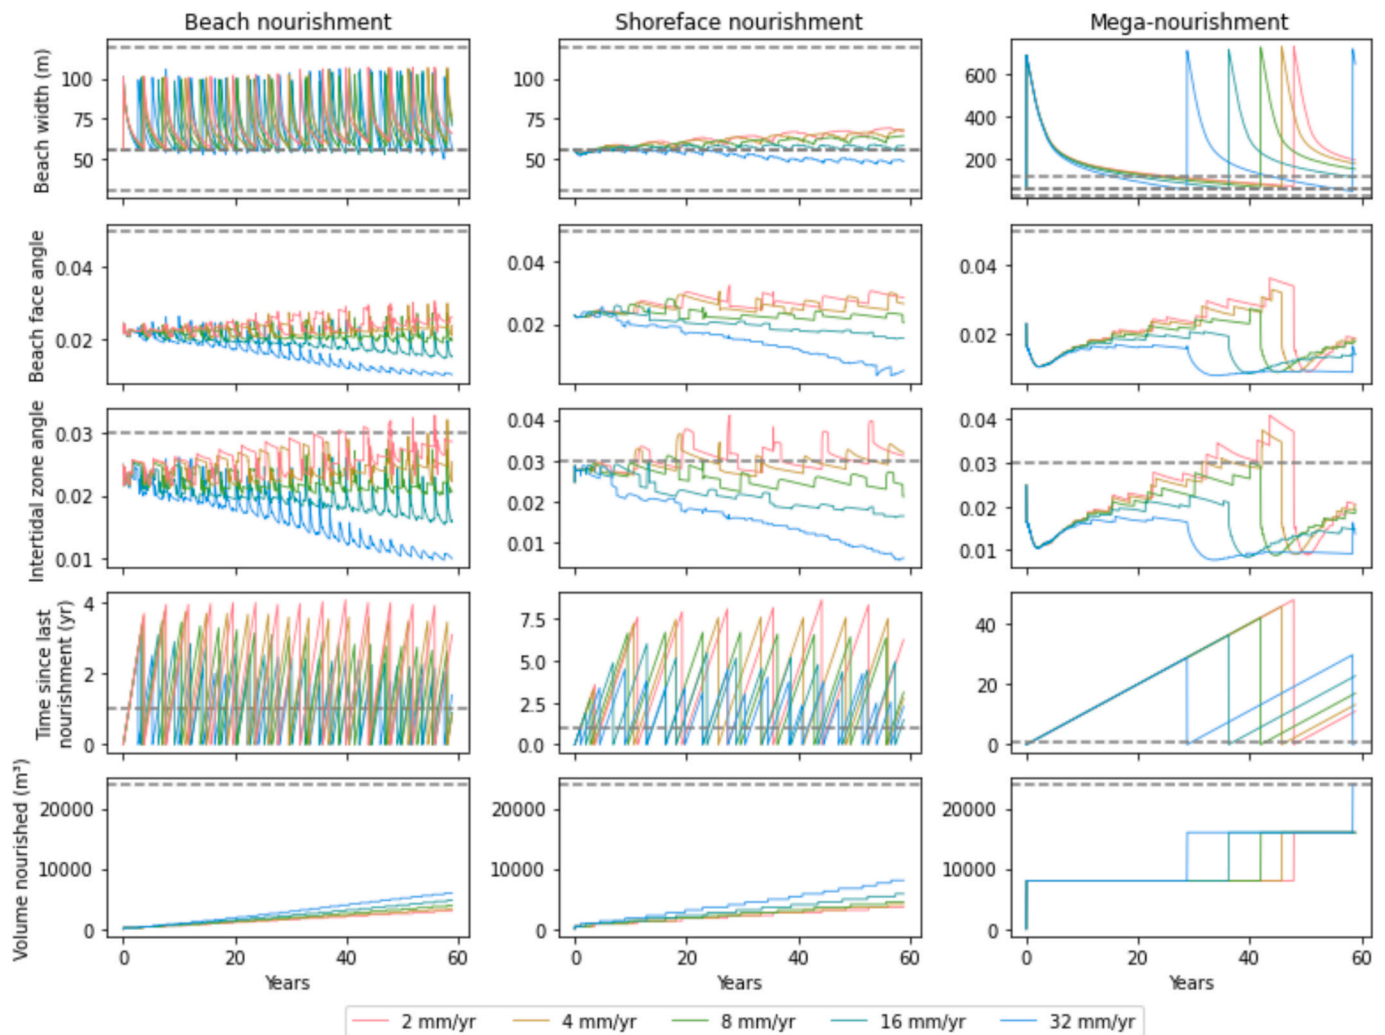 Beach nourishment
Shoreface nourishment
Mega-nourishment
Beach width (m)
100
75
50
100
75
50
600
400
200
Beach face angle
0.04
0.02
0.04
0.02
0.04
0.02
Intertidal zone angle
0.03
0.02
0.01
0.04
0.03
0.02
0.01
0.04
0.03
0.02
0.01
Time since last
nourishment (yr)
4
2
0
7.5
5.0
2.5
0.0
40
20
0
Volume nourished (m³)
20000
10000
0
20000
10000
0
20000
10000
0
0 20 40 60
0 20 40 60
0 20 40 60
Years
Years
Years
2 mm/yr 4 mm/yr 8 mm/yr 16 mm/yr 32 mm/yr